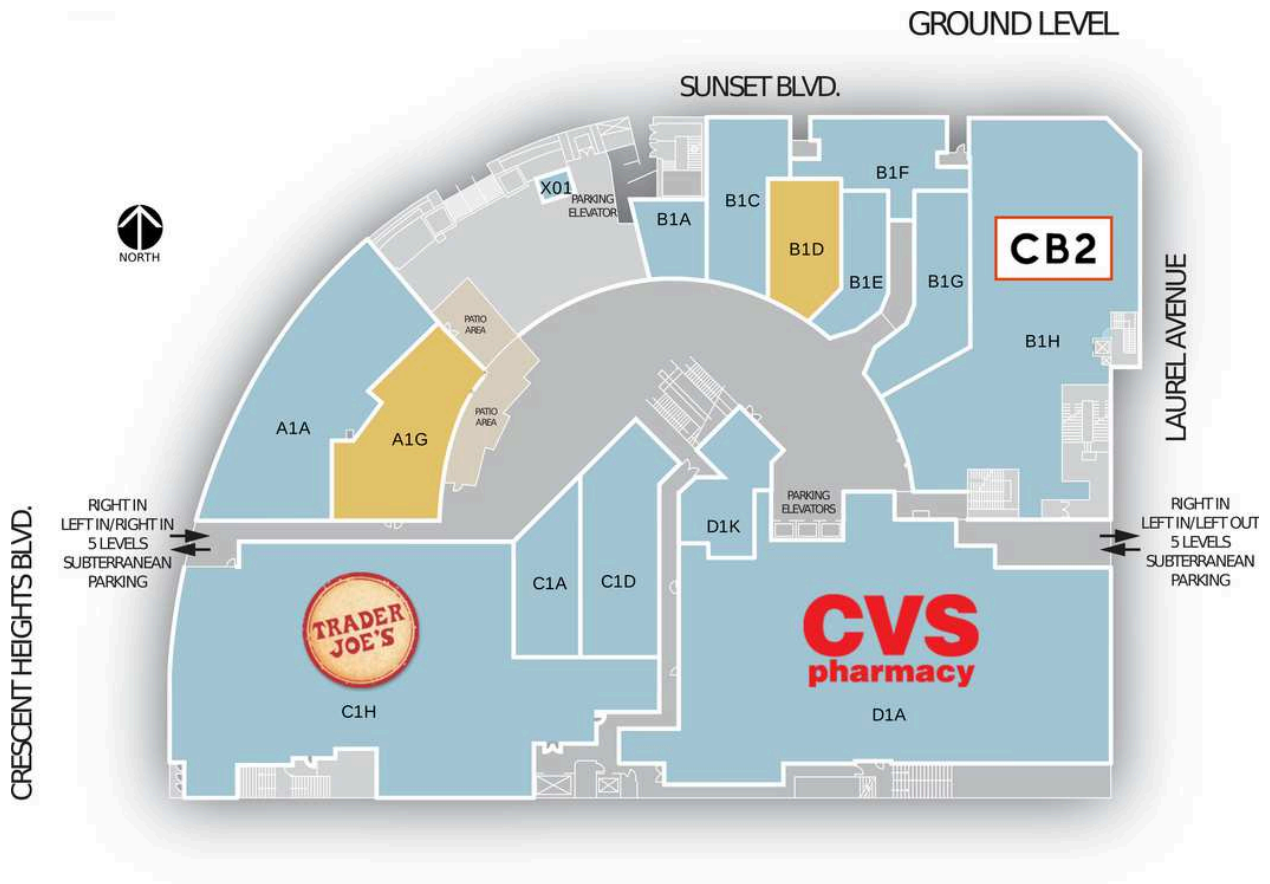 GROUND LEVEL
SUNSET BLVD.
X01
PARKING
ELEVATOR
B1A
B1C
B1F
B1D
B1E
B1G
CB2
B1H
NORTH
PATIO
AREA
PATIO
AREA
A1A
A1G
LAUREL AVENUE
CRESCENT HEIGHTS BLVD.
RIGHT IN
LEFT IN/RIGHT IN
5 LEVELS
SUBTERRANEAN
PARKING
PARKING
ELEVATORS
RIGHT IN
LEFT IN/LEFT OUT
5 LEVELS
SUBTERRANEAN
PARKING
D1K
C1A
C1D
TRADER
JOE'S
C1H
CVS
pharmacy
D1A